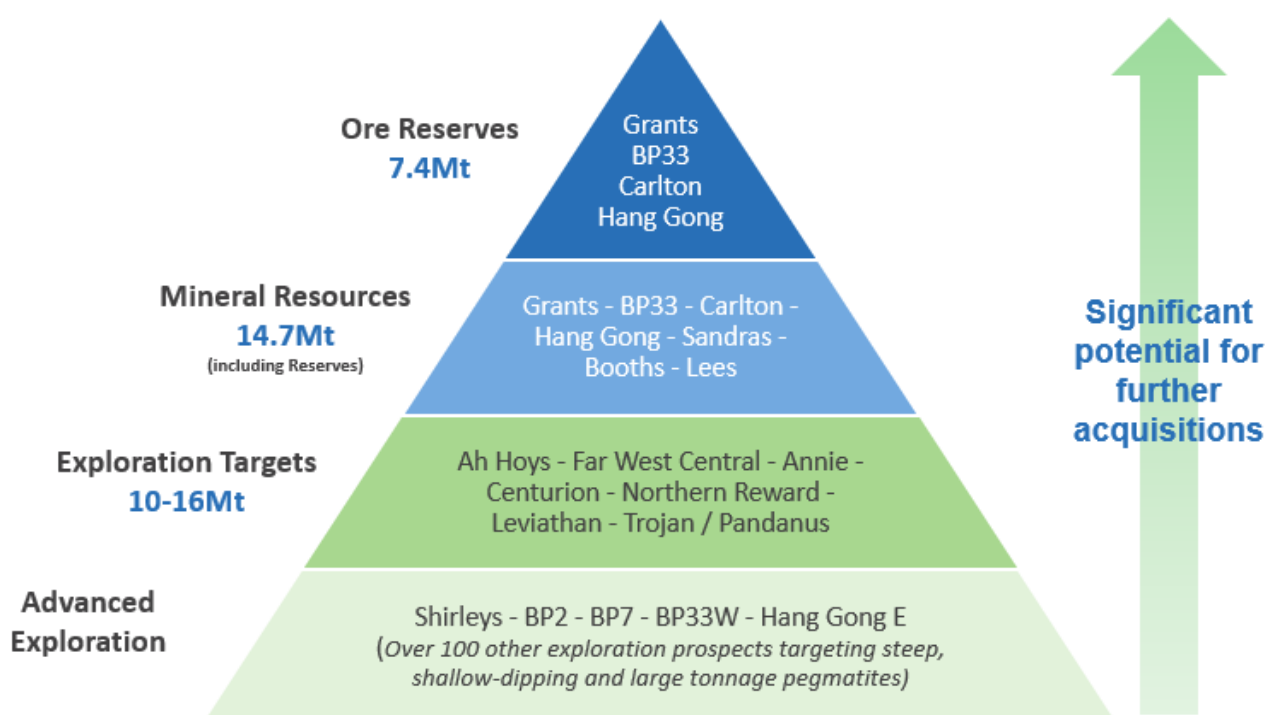 Ore Reserves
7.4Mt
Grants
BP33
Carlton
Hang Gong
Mineral Resources
14.7Mt
(including Reserves)
Grants - BP33 - Carlton -
Hang Gong - Sandras -
Booths - Lees
Exploration Targets
10-16Mt
Ah Hoys - Far West Central - Annie -
Centurion - Northern Reward -
Leviathan - Trojan / Pandanus
Advanced
Exploration
Shirleys - BP2 - BP7 - BP33W - Hang Gong E
(Over 100 other exploration prospects targeting steep,
shallow-dipping and large tonnage pegmatites)
Significant
potential for
further
acquisitions